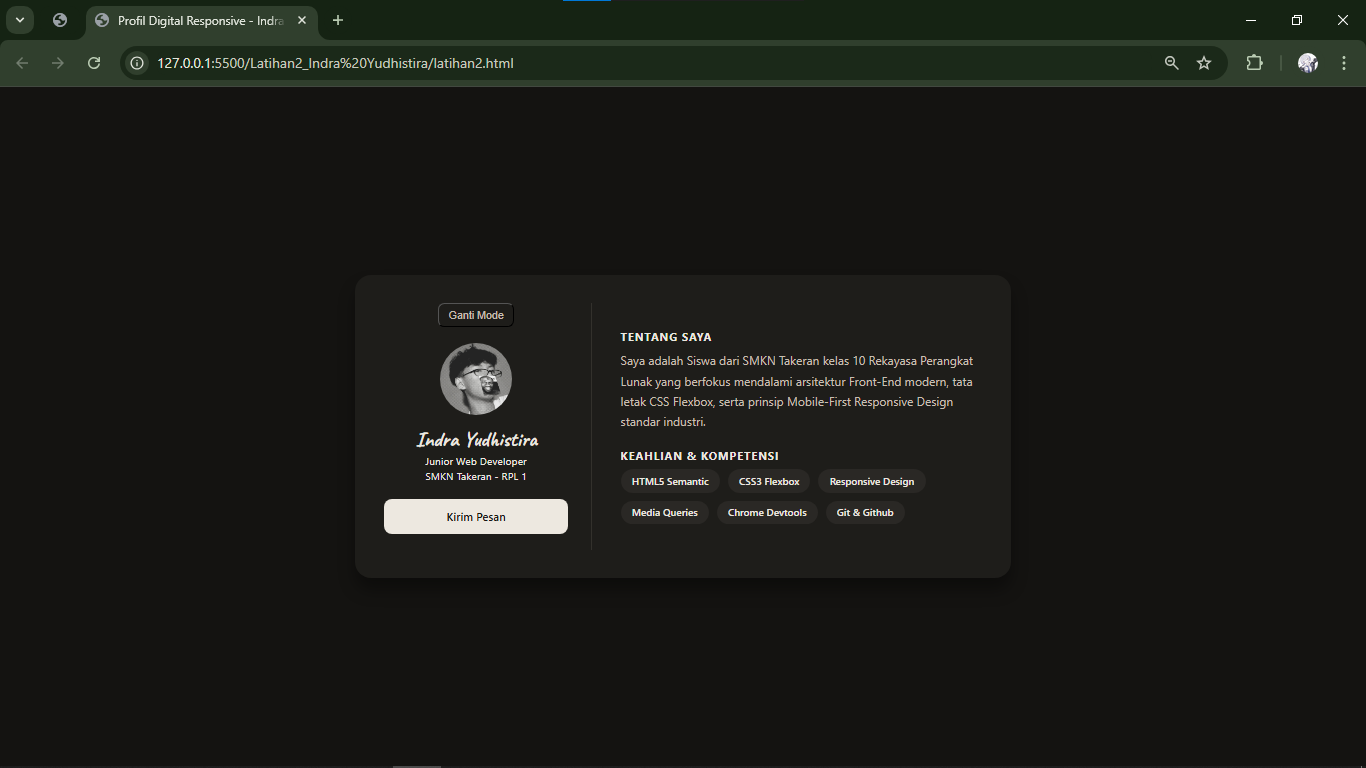 Profil Digital Responsive - Indra
127.0.0.1:5500/Latihan2_Indra%20Yudhistira/latihan2.html
Ganti Mode
Indra Yudhistira
Junior Web Developer
SMKN Takeran - RPL 1
Kirim Pesan
TENTANG SAYA
Saya adalah Siswa dari SMKN Takeran kelas 10 Rekayasa Perangkat
Lunak yang berfokus mendalami arsitektur Front-End modern, tata
letak CSS Flexbox, serta prinsip Mobile-First Responsive Design
standar industri.
KEAHLIAN & KOMPETENSI
HTML5 Semantic CSS3 Flexbox Responsive Design
Media Queries Chrome Devtools Git & Github